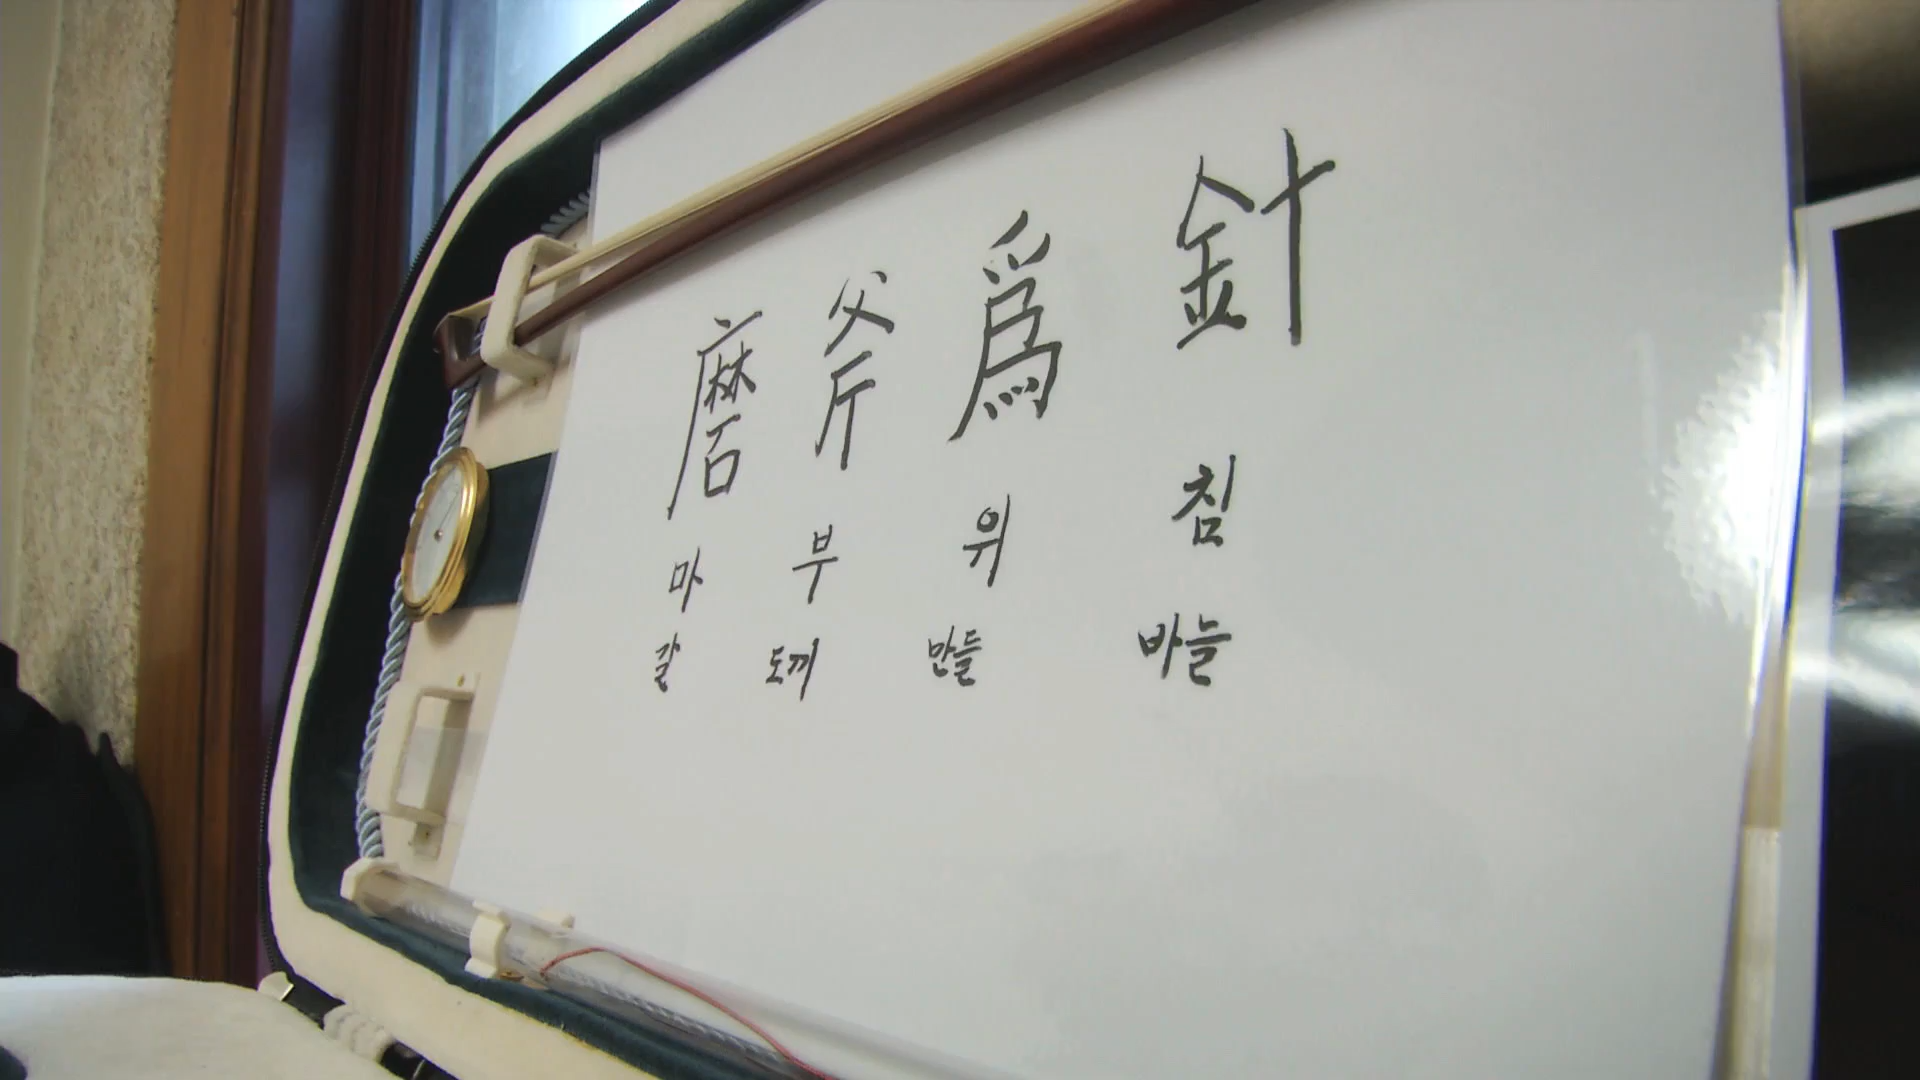 磨 斧 爲 針
마 부 위 침
갈 도끼 만들 바늘